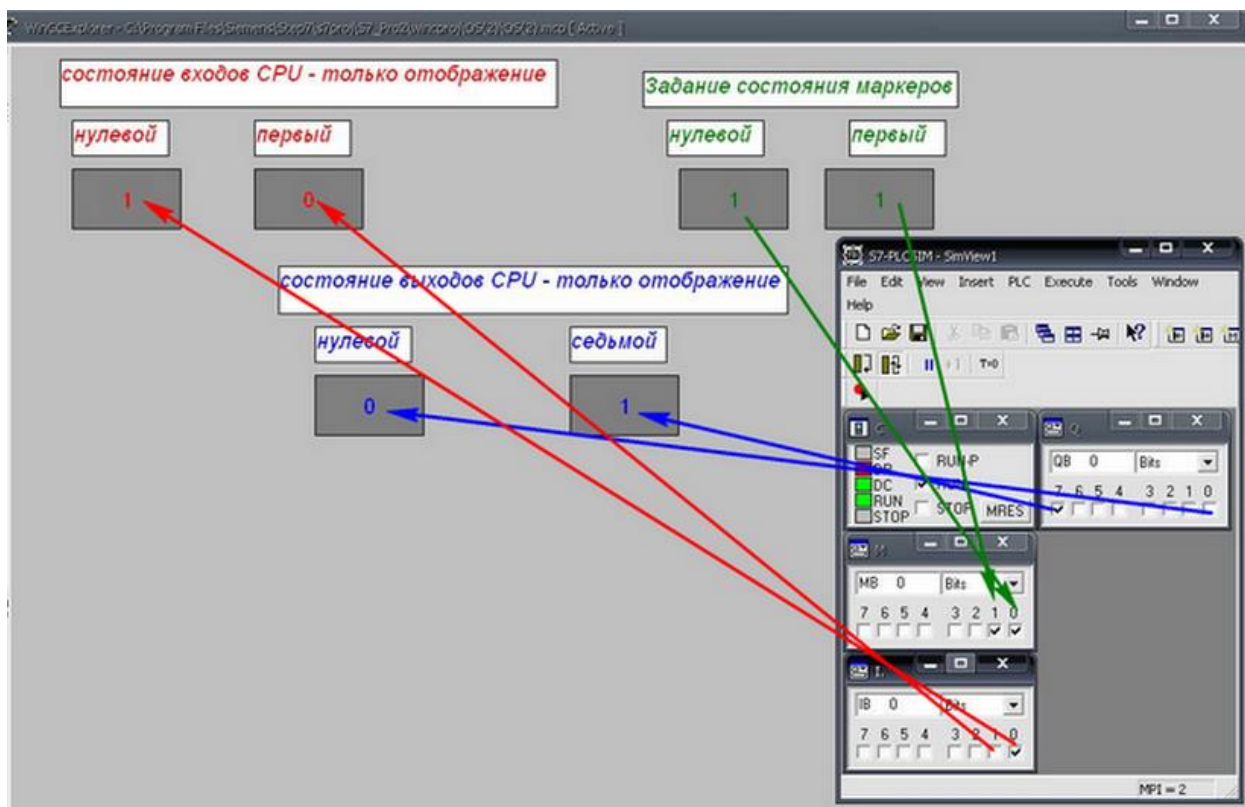 состояние входов CPU - только отображение
Задание состояния маркеров
нулевой первый нулевой первый
1 0 1 1
состояние выходов CPU - только отображение
нулевой седьмой
0 1
S7-PLCSIM - SimView1
File Edit View Insert PLC Execute Tools Window
Help
T=0
SF
DP
DC
RUN
STOP
RUN-P
STOP MRES
QB 0 Bits
7 6 5 4 3 2 1 0
MB 0 Bits
7 6 5 4 3 2 1 0
IB 0 Bits
7 6 5 4 3 2 1 0
MPI = 2